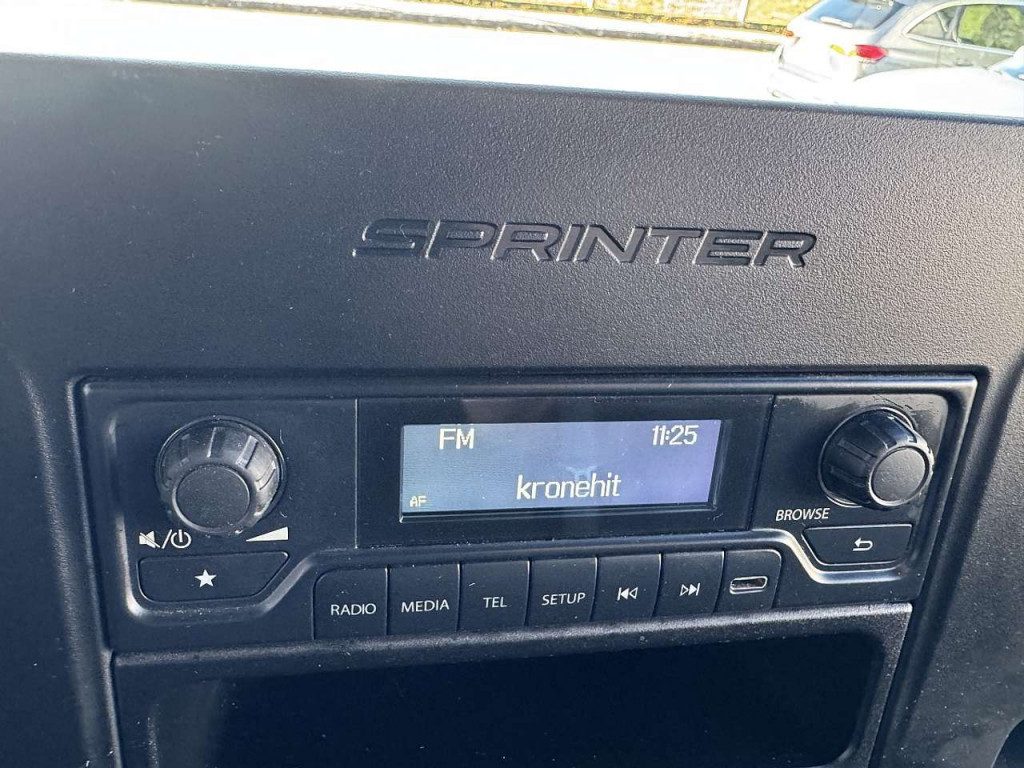 SPRINTER
FM 11:25
kronehit
AF
BROWSE
RADIO MEDIA TEL SETUP